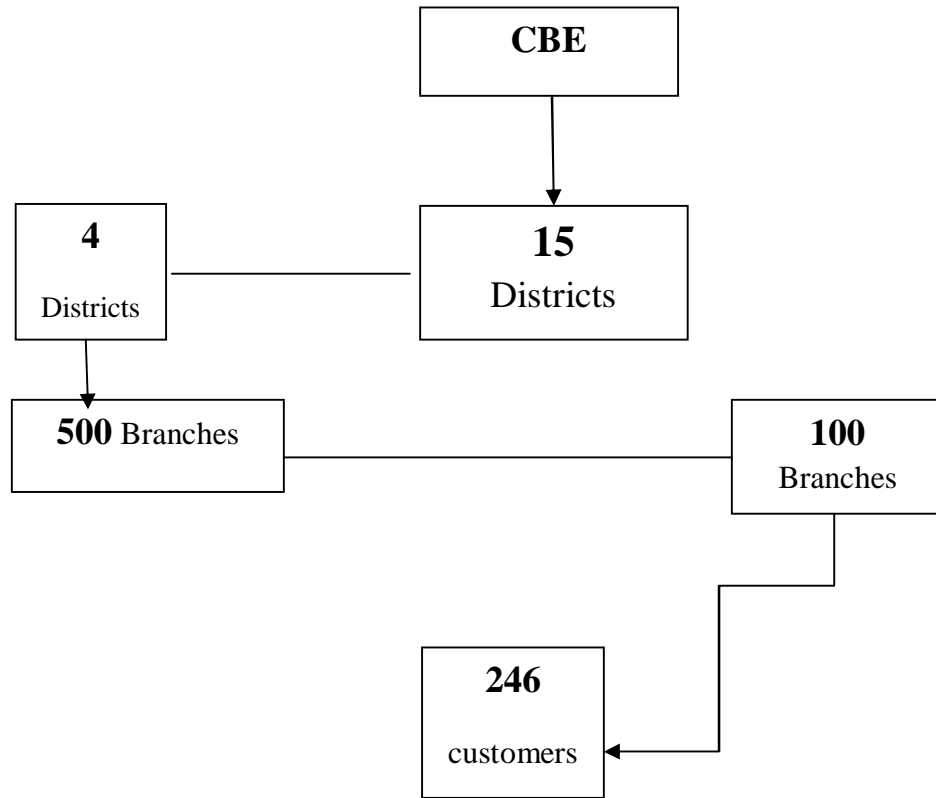 CBE
15
Districts
4
Districts
500 Branches
100
Branches
246
customers